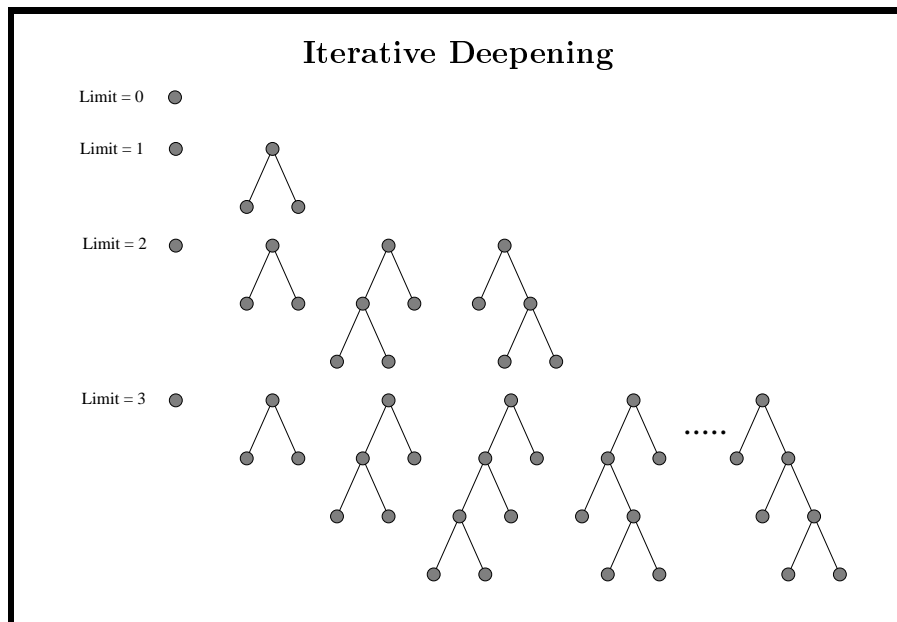 Iterative Deepening
Limit = 0
Limit = 1
Limit = 2
Limit = 3
.....